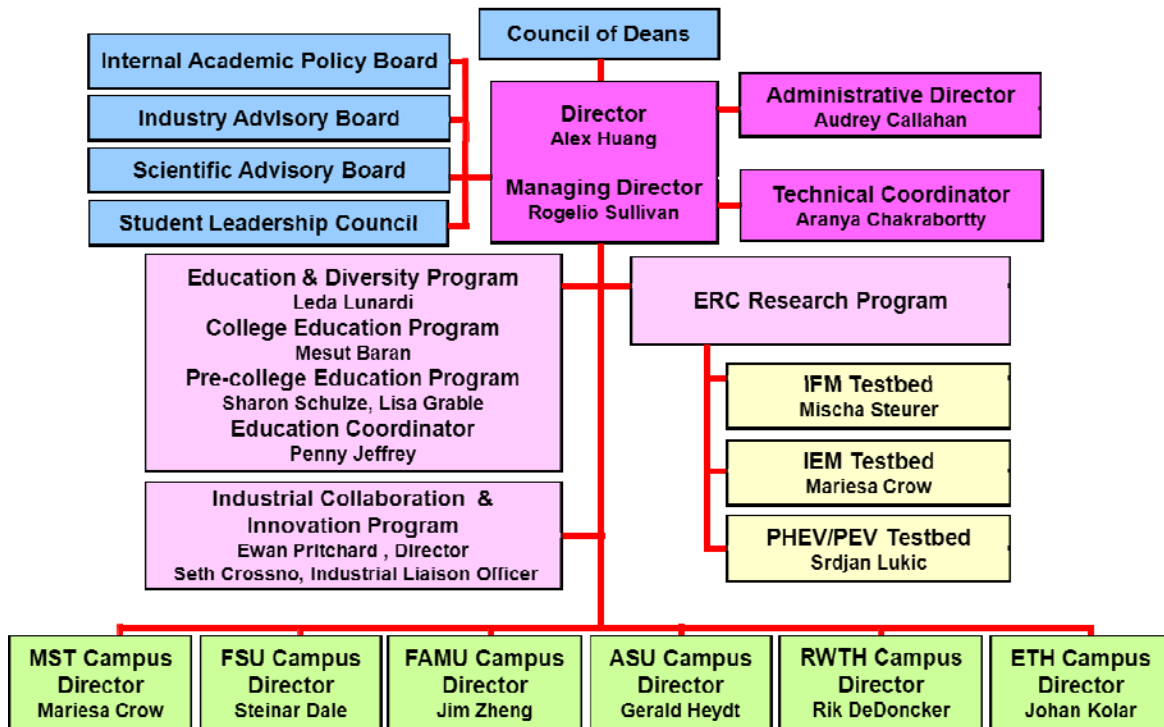 Council of Deans
Internal Academic Policy Board
Industry Advisory Board
Scientific Advisory Board
Student Leadership Council
Director
Alex Huang
Managing Director
Rogelio Sullivan
Administrative Director
Audrey Callahan
Technical Coordinator
Aranya Chakrabortty
Education & Diversity Program
Leda Lunardi
College Education Program
Mesut Baran
Pre-college Education Program
Sharon Schulze, Lisa Grable
Education Coordinator
Penny Jeffrey
Industrial Collaboration &
Innovation Program
Ewan Pritchard , Director
Seth Crossno, Industrial Liaison Officer
ERC Research Program
IFM Testbed
Mischa Steurer
IEM Testbed
Mariesa Crow
PHEV/PEV Testbed
Srdjan Lukic
MST Campus
Director
Mariesa Crow
FSU Campus
Director
Steinar Dale
FAMU Campus
Director
Jim Zheng
ASU Campus
Director
Gerald Heydt
RWTH Campus
Director
Rik DeDoncker
ETH Campus
Director
Johan Kolar